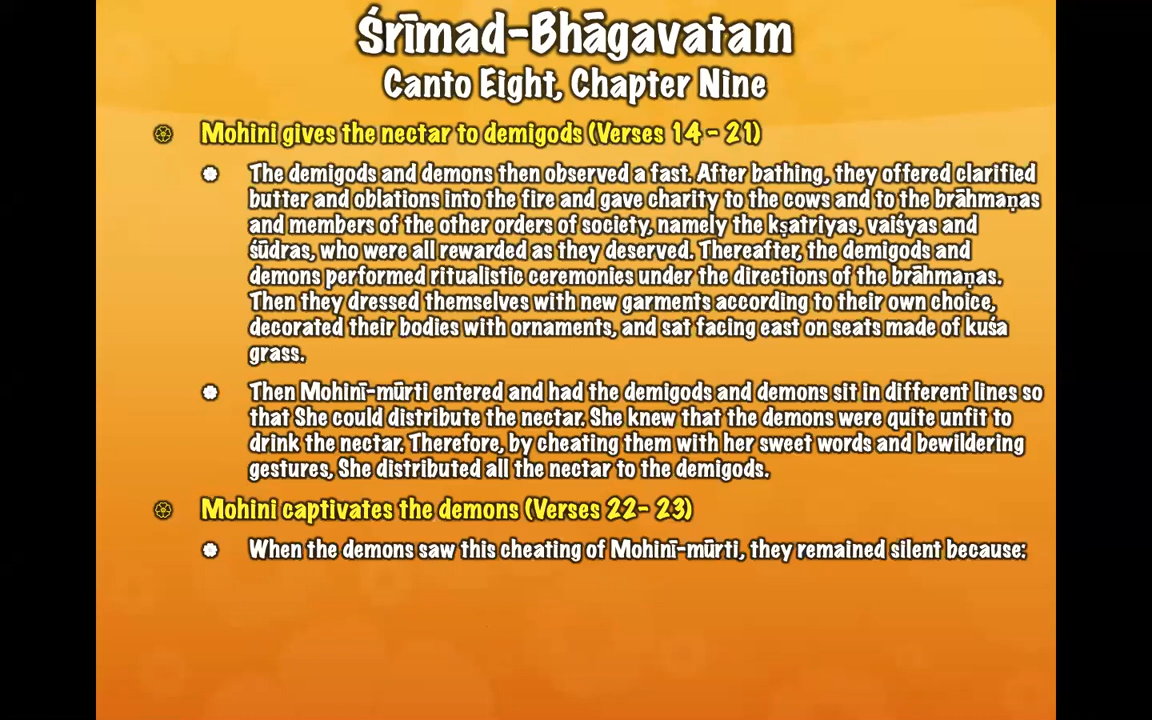 Śrīmad-Bhāgavatam
Canto Eight, Chapter Nine
Mohini gives the nectar to demigods (Verses 14 - 21)
The demigods and demons then observed a fast. After bathing, they offered clarified
butter and oblations into the fire and gave charity to the cows and to the brāhmaṇas
and members of the other orders of society, namely the kṣatriyas, vaiśyas and
śūdras, who were all rewarded as they deserved. Thereafter, the demigods and
demons performed ritualistic ceremonies under the directions of the brāhmaṇas.
Then they dressed themselves with new garments according to their own choice,
decorated their bodies with ornaments, and sat facing east on seats made of kuśa
grass.
Then Mohinī-mūrti entered and had the demigods and demons sit in different lines so
that She could distribute the nectar. She knew that the demons were quite unfit to
drink the nectar. Therefore, by cheating them with her sweet words and bewildering
gestures, She distributed all the nectar to the demigods.
Mohini captivates the demons (Verses 22- 23)
When the demons saw this cheating of Mohinī-mūrti, they remained silent because: